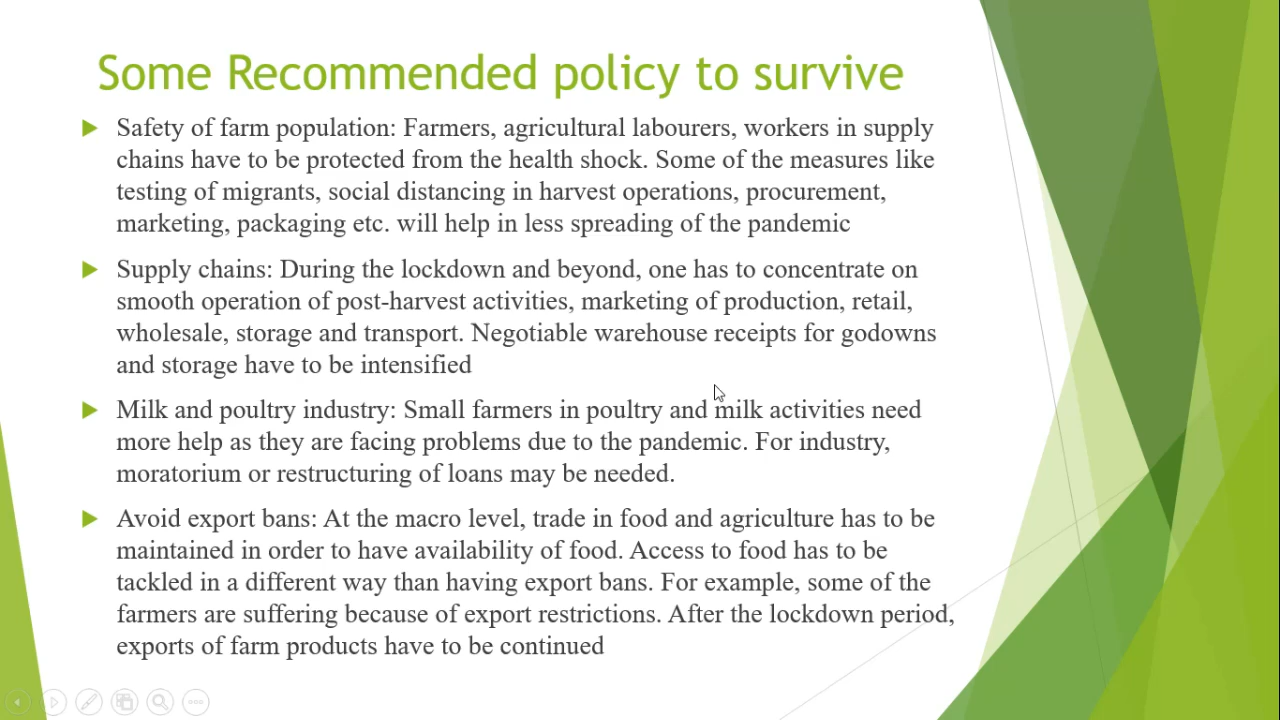 Some Recommended policy to survive
Safety of farm population: Farmers, agricultural labourers, workers in supply
chains have to be protected from the health shock. Some of the measures like
testing of migrants, social distancing in harvest operations, procurement,
marketing, packaging etc. will help in less spreading of the pandemic
Supply chains: During the lockdown and beyond, one has to concentrate on
smooth operation of post-harvest activities, marketing of production, retail,
wholesale, storage and transport. Negotiable warehouse receipts for godowns
and storage have to be intensified
Milk and poultry industry: Small farmers in poultry and milk activities need
more help as they are facing problems due to the pandemic. For industry,
moratorium or restructuring of loans may be needed.
Avoid export bans: At the macro level, trade in food and agriculture has to be
maintained in order to have availability of food. Access to food has to be
tackled in a different way than having export bans. For example, some of the
farmers are suffering because of export restrictions. After the lockdown period,
exports of farm products have to be continued